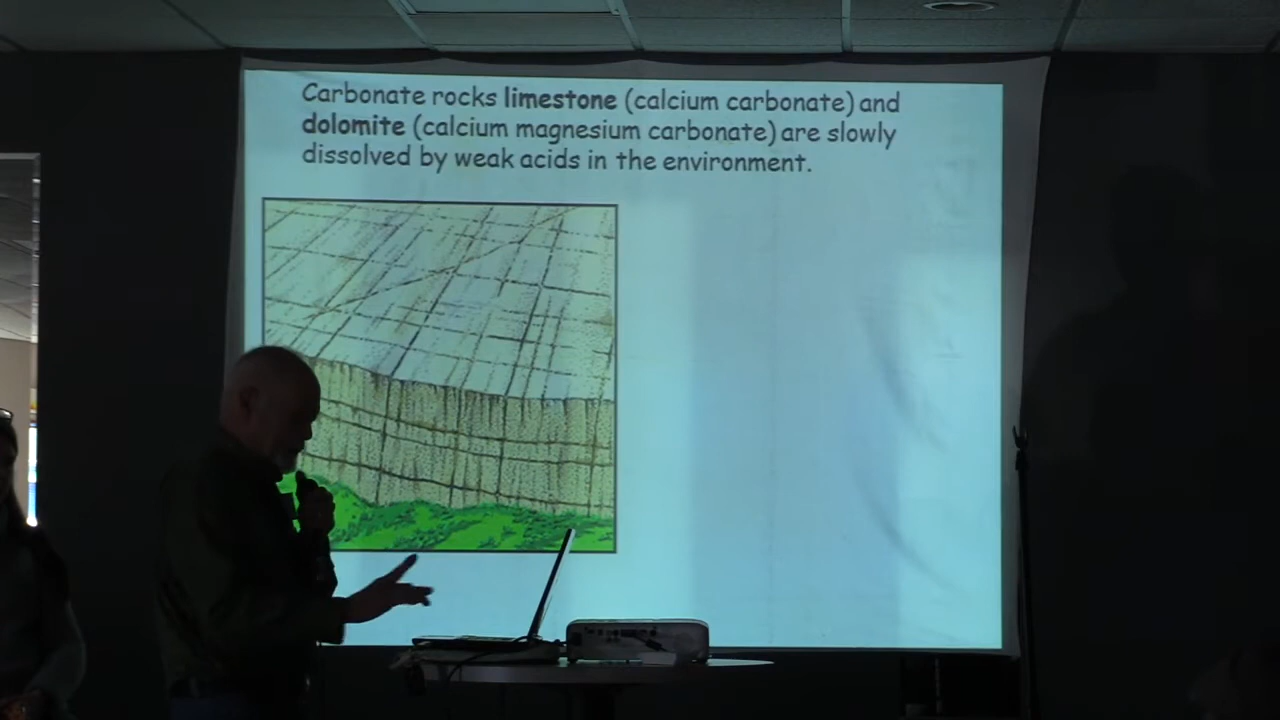 Carbonate rocks limestone (calcium carbonate) and
dolomite (calcium magnesium carbonate) are slowly
dissolved by weak acids in the environment.